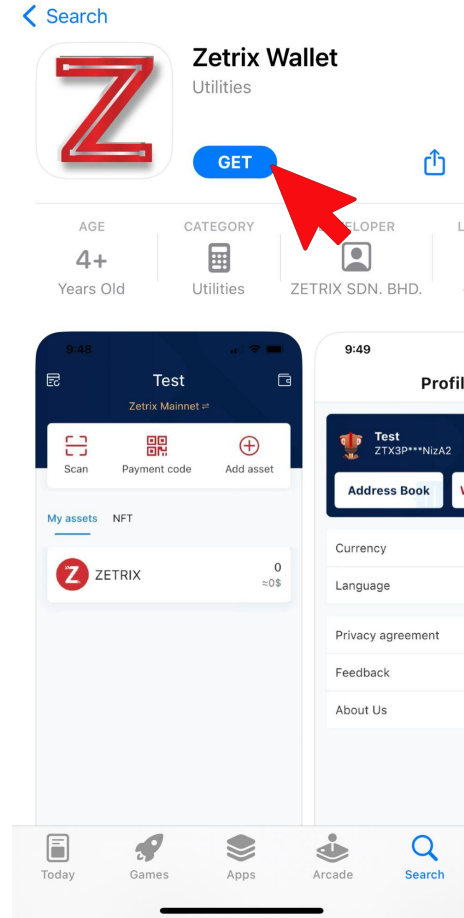 Search
Zetrix Wallet
Utilities
GET
AGE
4+
Years Old
CATEGORY
Utilities
ELOPER
ZETRIX SDN. BHD.
L
9:48
Test
Zetrix Mainnet
Scan
Payment code
Add asset
My assets NFT
Z ZETRIX
0
≈0$
9:49
Profil
Test
ZTX3P***NizA2
Address Book
Currency
Language
Privacy agreement
Feedback
About Us
Today
Games
Apps
Arcade
Search